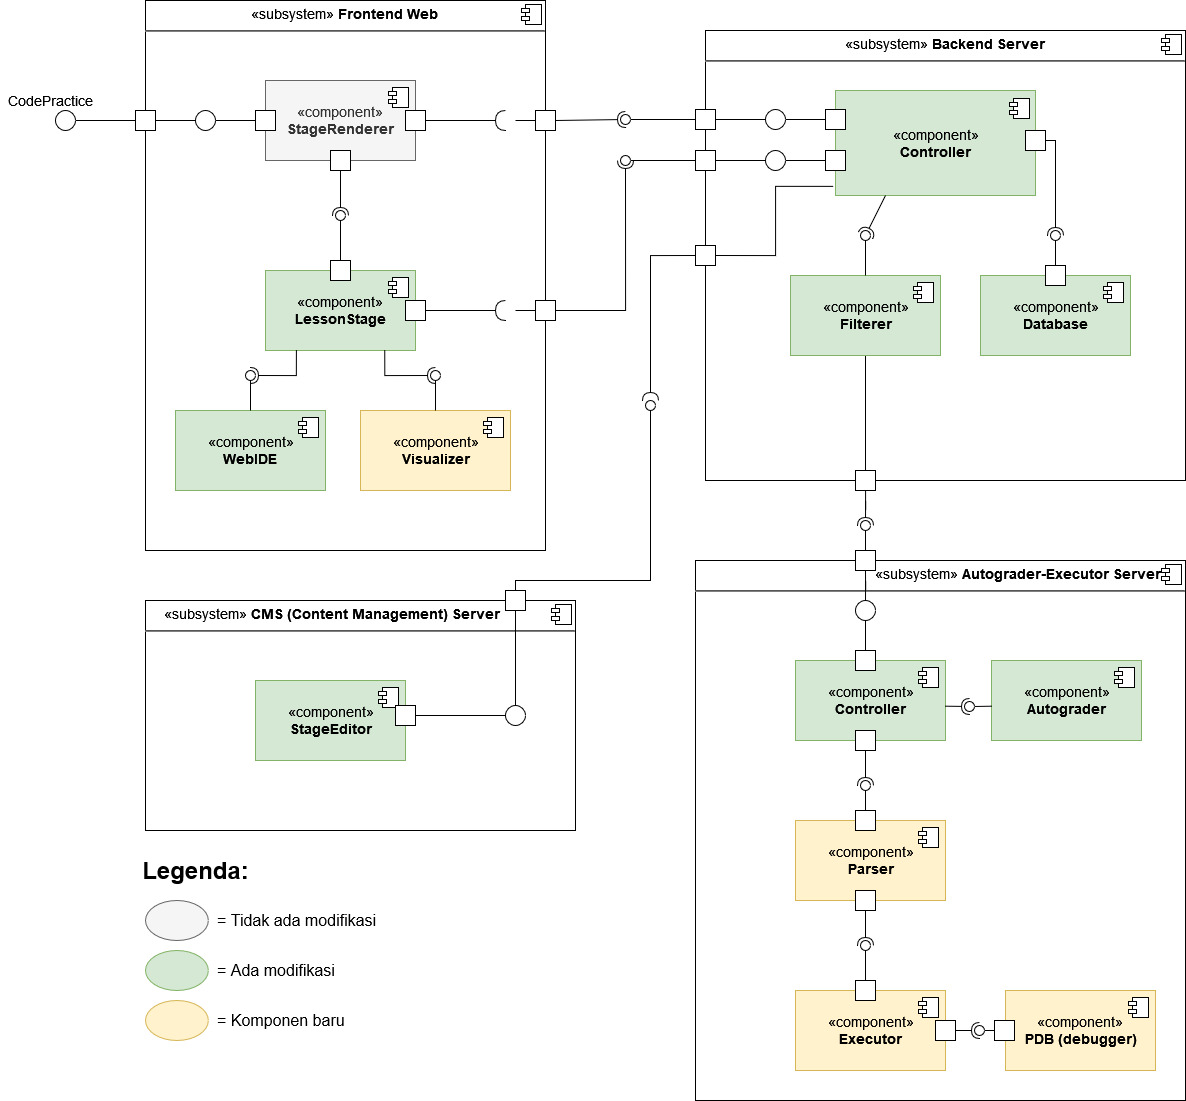 «subsystem» Frontend Web
«subsystem» Backend Server
CodePractice
«component»
StageRenderer
«component»
Controller
«component»
LessonStage
«component»
Filterer
«component»
Database
«component»
WebIDE
«component»
Visualizer
«subsystem» Autograder-Executor Server
«subsystem» CMS (Content Management) Server
«component»
StageEditor
«component»
Controller
«component»
Autograder
«component»
Parser
«component»
Executor
«component»
PDB (debugger)
Legenda:
= Tidak ada modifikasi
= Ada modifikasi
= Komponen baru